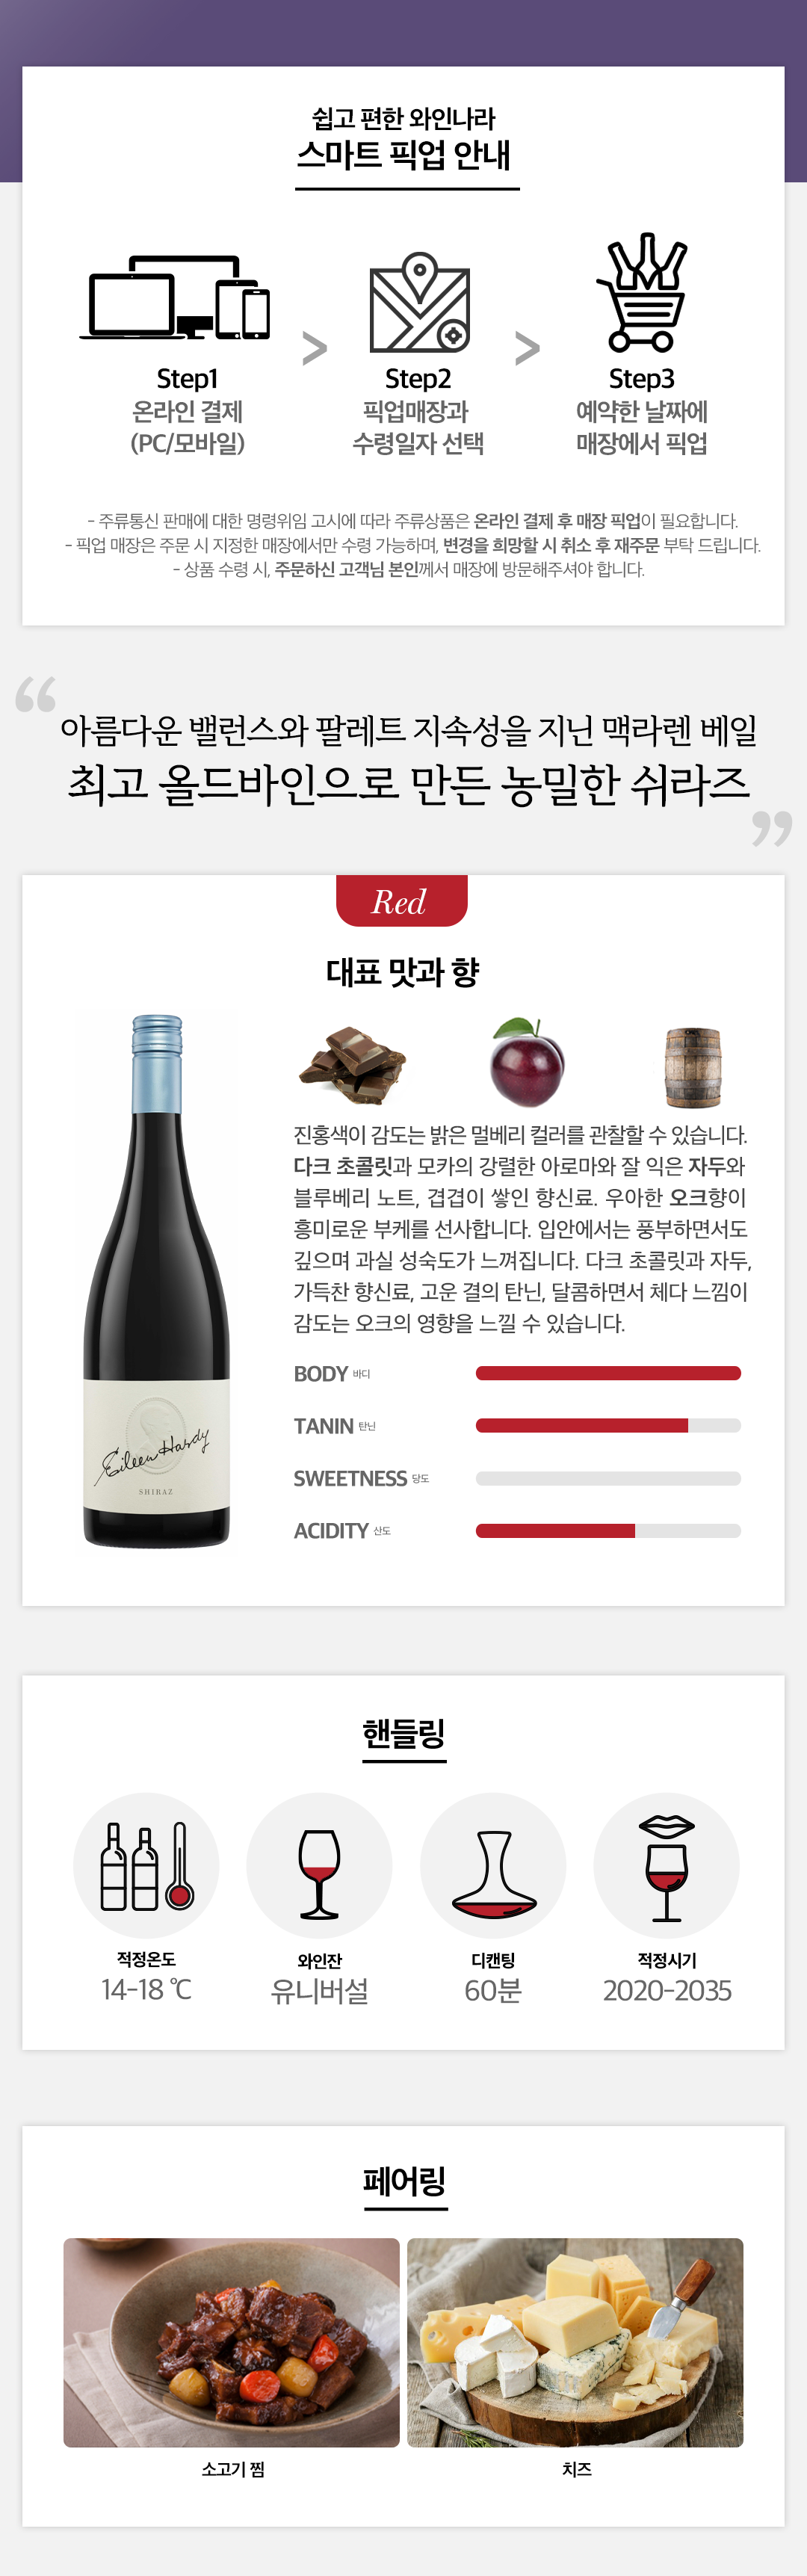 쉽고 편한 와인나라
스마트 픽업 안내
>
>
Step1
온라인 결제
(PC/모바일)
Step2
픽업매장과
수령일자 선택
Step3
예약한 날짜에
매장에서 픽업
- 주류통신 판매에 대한 명령위임 고시에 따라 주류상품은 온라인 결제 후 매장 픽업이 필요합니다.
- 픽업 매장은 주문 시 지정한 매장에서만 수령 가능하며, 변경을 희망할 시 취소 후 재주문 부탁 드립니다.
- 상품 수령 시, 주문하신 고객님 본인께서 매장에 방문해주셔야 합니다.
“ 아름다운 밸런스와 팔레트 지속성을 지닌 맥라렌 베일
최고 올드바인으로 만든 농밀한 쉬라즈 ”
Red
대표 맛과 향
진홍색이 감도는 밝은 멀베리 컬러를 관찰할 수 있습니다.
다크 초콜릿과 모카의 강렬한 아로마와 잘 익은 자두와
블루베리 노트, 겹겹이 쌓인 향신료. 우아한 오크향이
흥미로운 부케를 선사합니다. 입안에서는 풍부하면서도
깊으며 과실 성숙도가 느껴집니다. 다크 초콜릿과 자두,
가득찬 향신료, 고운 결의 탄닌, 달콤하면서 체다 느낌이
감도는 오크의 영향을 느낄 수 있습니다.
Eileen Hardy
SHIRAZ
BODY 바디
TANIN 탄닌
SWEETNESS 당도
ACIDITY 산도
핸들링
적정온도
14-18 ℃
와인잔
유니버설
디캔팅
60분
적정시기
2020-2035
페어링
소고기 찜
치즈